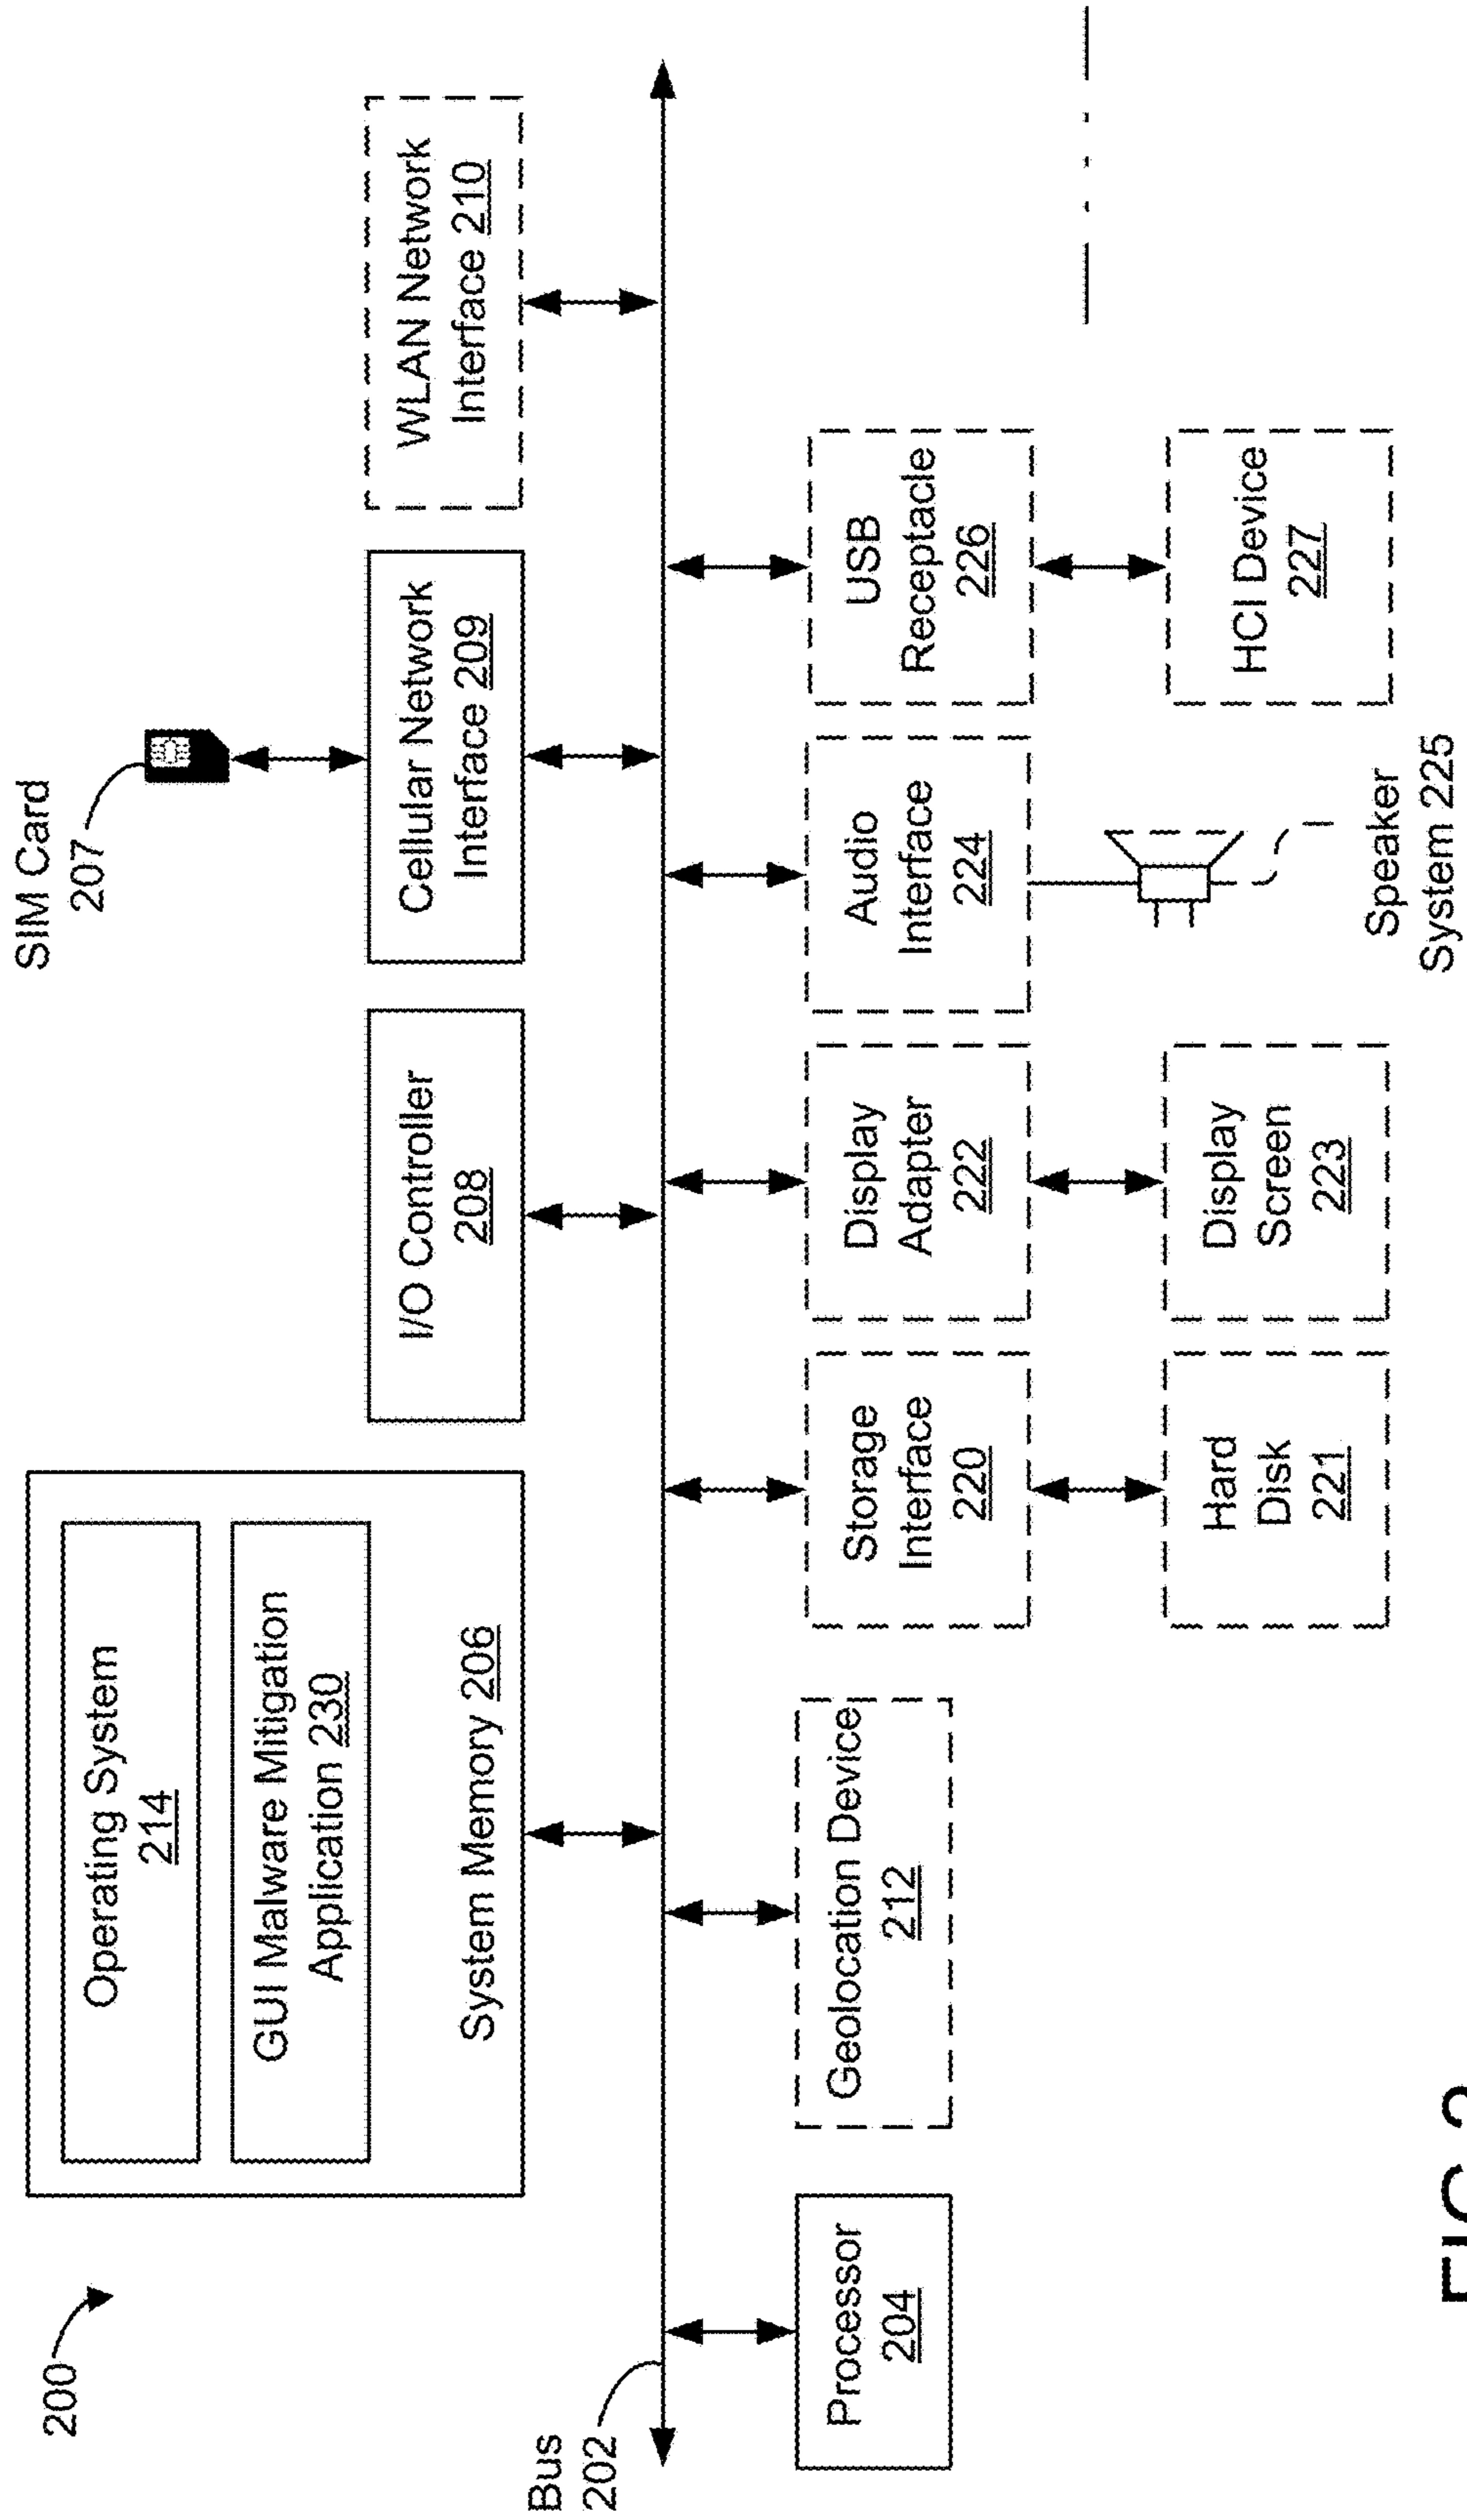 200
Operating System
214
GUI Malware Mitigation
Application 230
System Memory 206
I/O Controller
208
SIM Card
207
Cellular Network
Interface 209
WLAN Network
Interface 210
Bus
202
Processor
204
Geolocation Device
212
Storage
Interface
220
Display
Adapter
222
Audio
Interface
224
USB
Receptacle
226
Hard
Disk
221
Display
Screen
223
Speaker
System 225
HCI Device
227